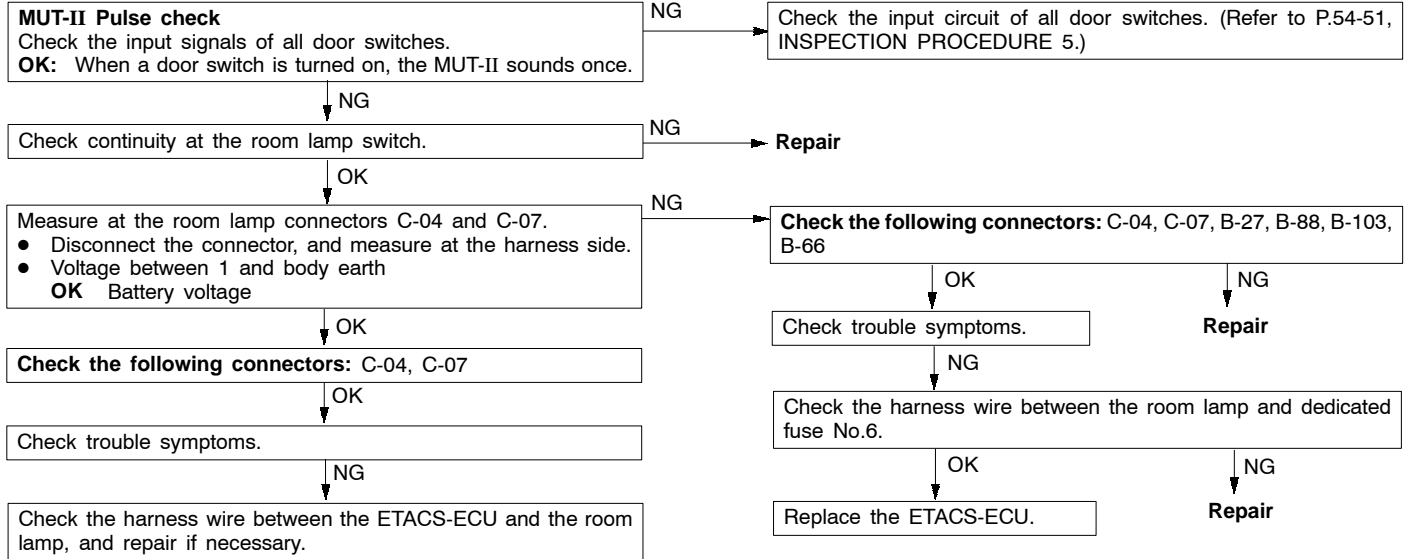 MUT-II Pulse check
Check the input signals of all door switches.
OK: When a door switch is turned on, the MUT-II sounds once.
NG
Check the input circuit of all door switches. (Refer to P.54-51,
INSPECTION PROCEDURE 5.)
NG
Check continuity at the room lamp switch.
NG
Repair
OK
Measure at the room lamp connectors C-04 and C-07.
● Disconnect the connector, and measure at the harness side.
● Voltage between 1 and body earth
OK Battery voltage
NG
Check the following connectors: C-04, C-07, B-27, B-88, B-103,
B-66
OK
NG
Check trouble symptoms.
Repair
NG
Check the harness wire between the room lamp and dedicated
fuse No.6.
OK
NG
Replace the ETACS-ECU.
Repair
OK
Check the following connectors: C-04, C-07
OK
Check trouble symptoms.
NG
Check the harness wire between the ETACS-ECU and the room
lamp, and repair if necessary.